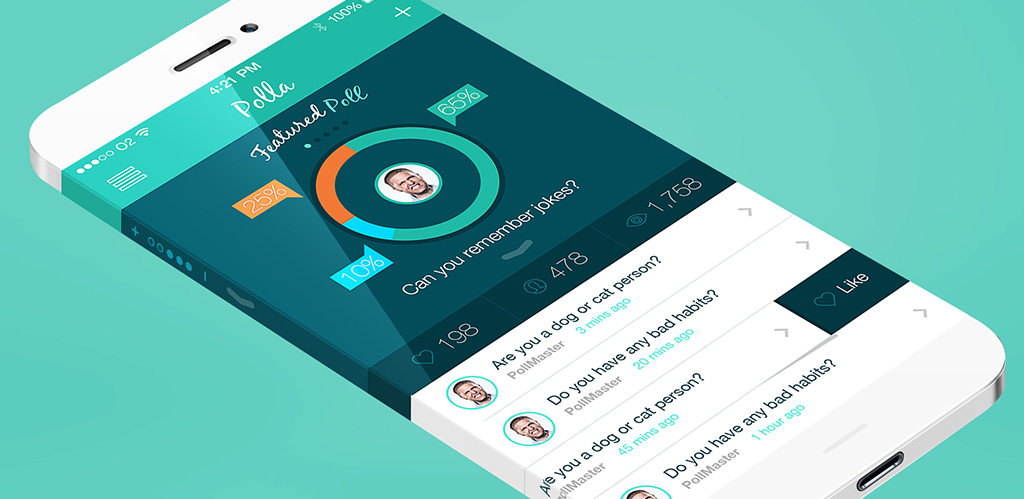 O2
4:21 PM
100%
Polla
+
Featured Poll
65%
25%
10%
Can you remember jokes?
198
478
1,758
Are you a dog or cat person?
PollMaster 3 mins ago
Do you have any bad habits?
PollMaster 20 mins ago
Like
Are you a dog or cat person?
PollMaster 45 mins ago
Do you have any bad habits?
PollMaster 1 hour ago